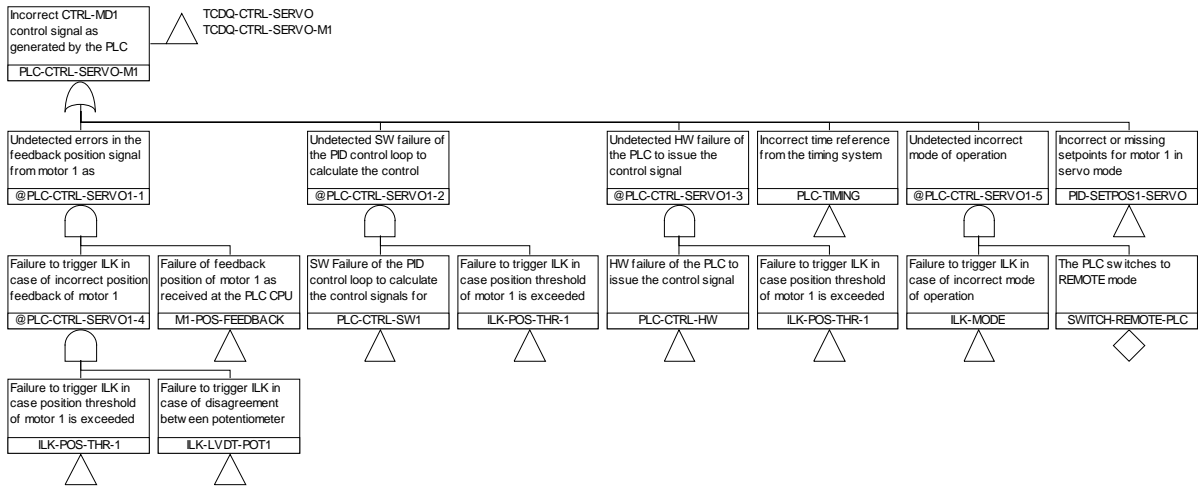 Incorrect CTRL-MD1
control signal as
generated by the PLC
PLC-CTRL-SERVO-M1
TCDQ-CTRL-SERVO
TCDQ-CTRL-SERVO-M1
Undetected errors in the
feedback position signal
from motor 1 as
@PLC-CTRL-SERVO1-1
Undetected SW failure of
the PID control loop to
calculate the control
@PLC-CTRL-SERVO1-2
Undetected HW failure of
the PLC to issue the
control signal
@PLC-CTRL-SERVO1-3
Incorrect time reference
from the timing system
PLC-TIMING
Undetected incorrect
mode of operation
@PLC-CTRL-SERVO1-5
Incorrect or missing
setpoints for motor 1 in
servo mode
PID-SETPOS1-SERVO
Failure to trigger ILK in
case of incorrect position
feedback of motor 1
@PLC-CTRL-SERVO1-4
Failure of feedback
position of motor 1 as
received at the PLC CPU
M1-POS-FEEDBACK
SW Failure of the PID
control loop to calculate
the control signals for
PLC-CTRL-SW1
Failure to trigger ILK in
case position threshold
of motor 1 is exceeded
ILK-POS-THR-1
HW failure of the PLC to
issue the control signal
PLC-CTRL-HW
Failure to trigger ILK in
case position threshold
of motor 1 is exceeded
ILK-POS-THR-1
Failure to trigger ILK in
case of incorrect mode
of operation
ILK-MODE
The PLC switches to
REMOTE mode
SWITCH-REMOTE-PLC
Failure to trigger ILK in
case position threshold
of motor 1 is exceeded
ILK-POS-THR-1
Failure to trigger ILK in
case of disagreement
between potentiometer
ILK-LVDT-POT1